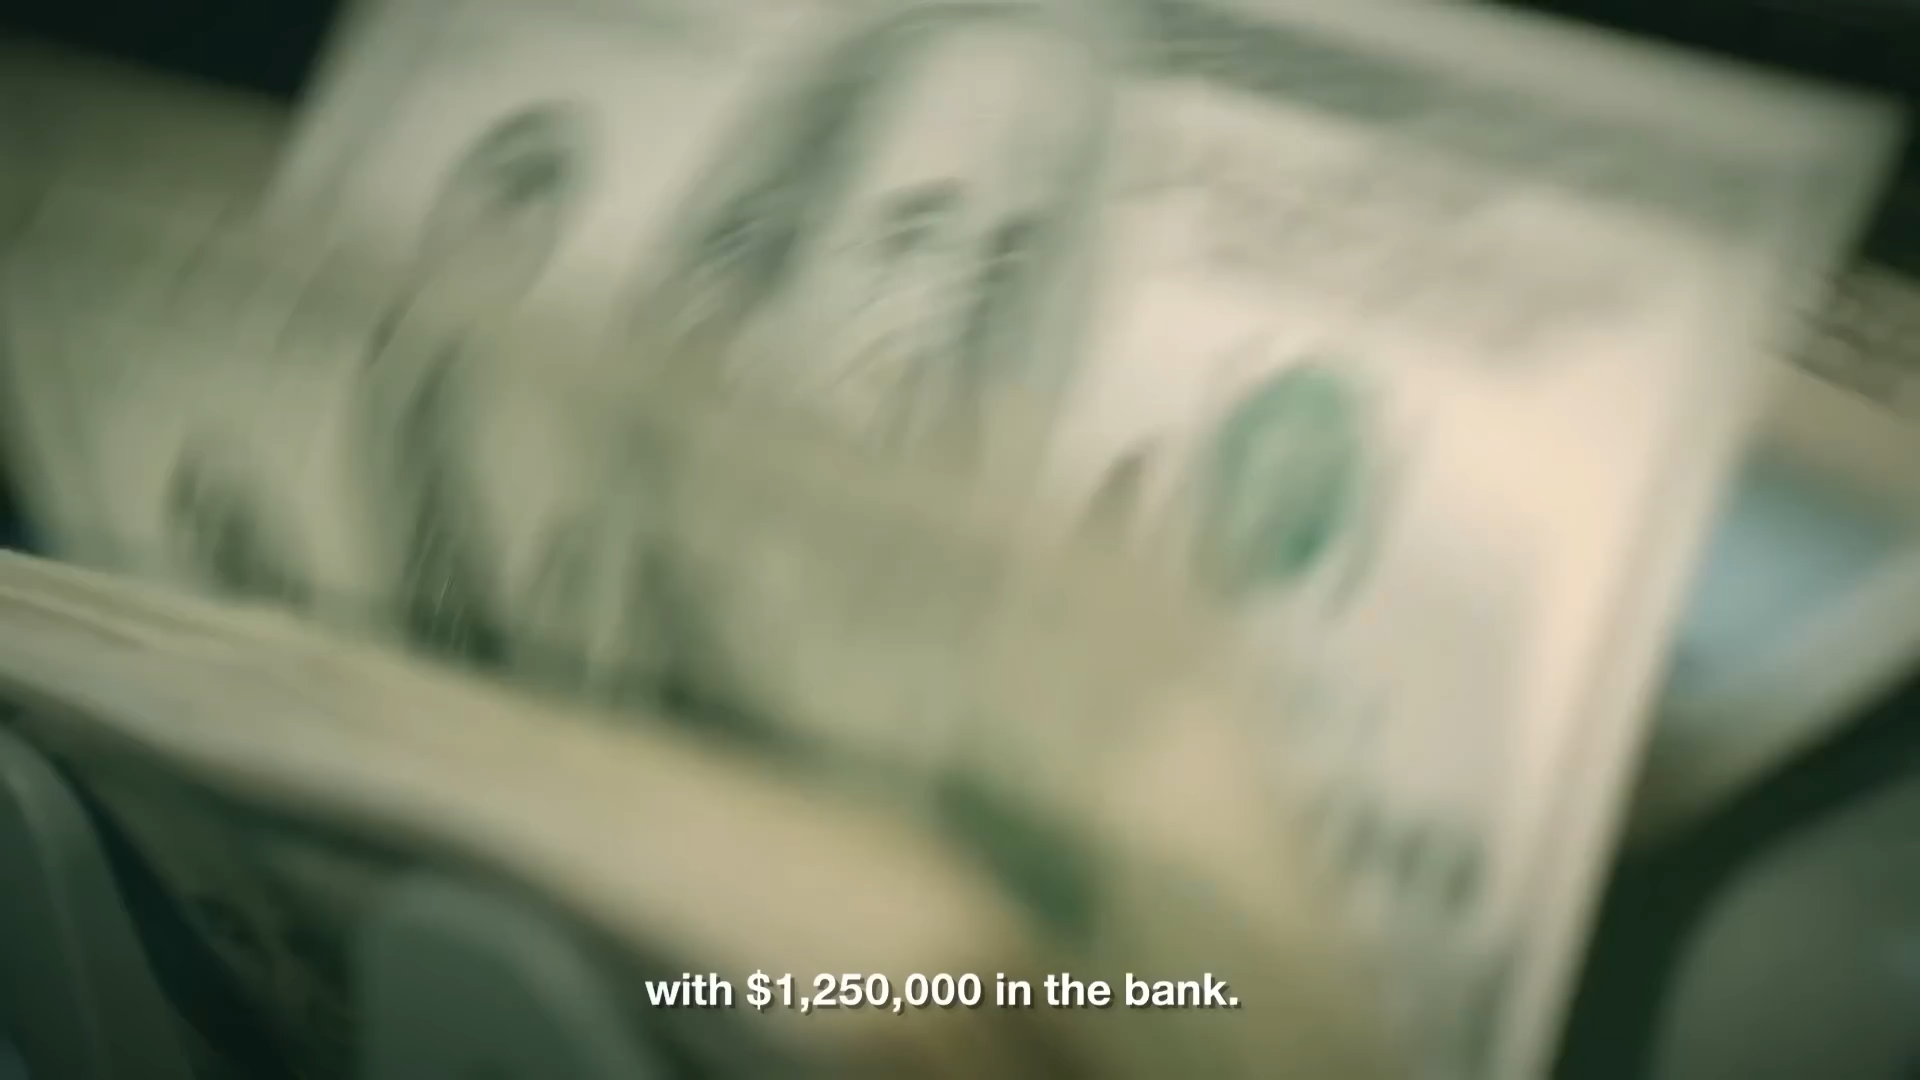 with $1,250,000 in the bank.